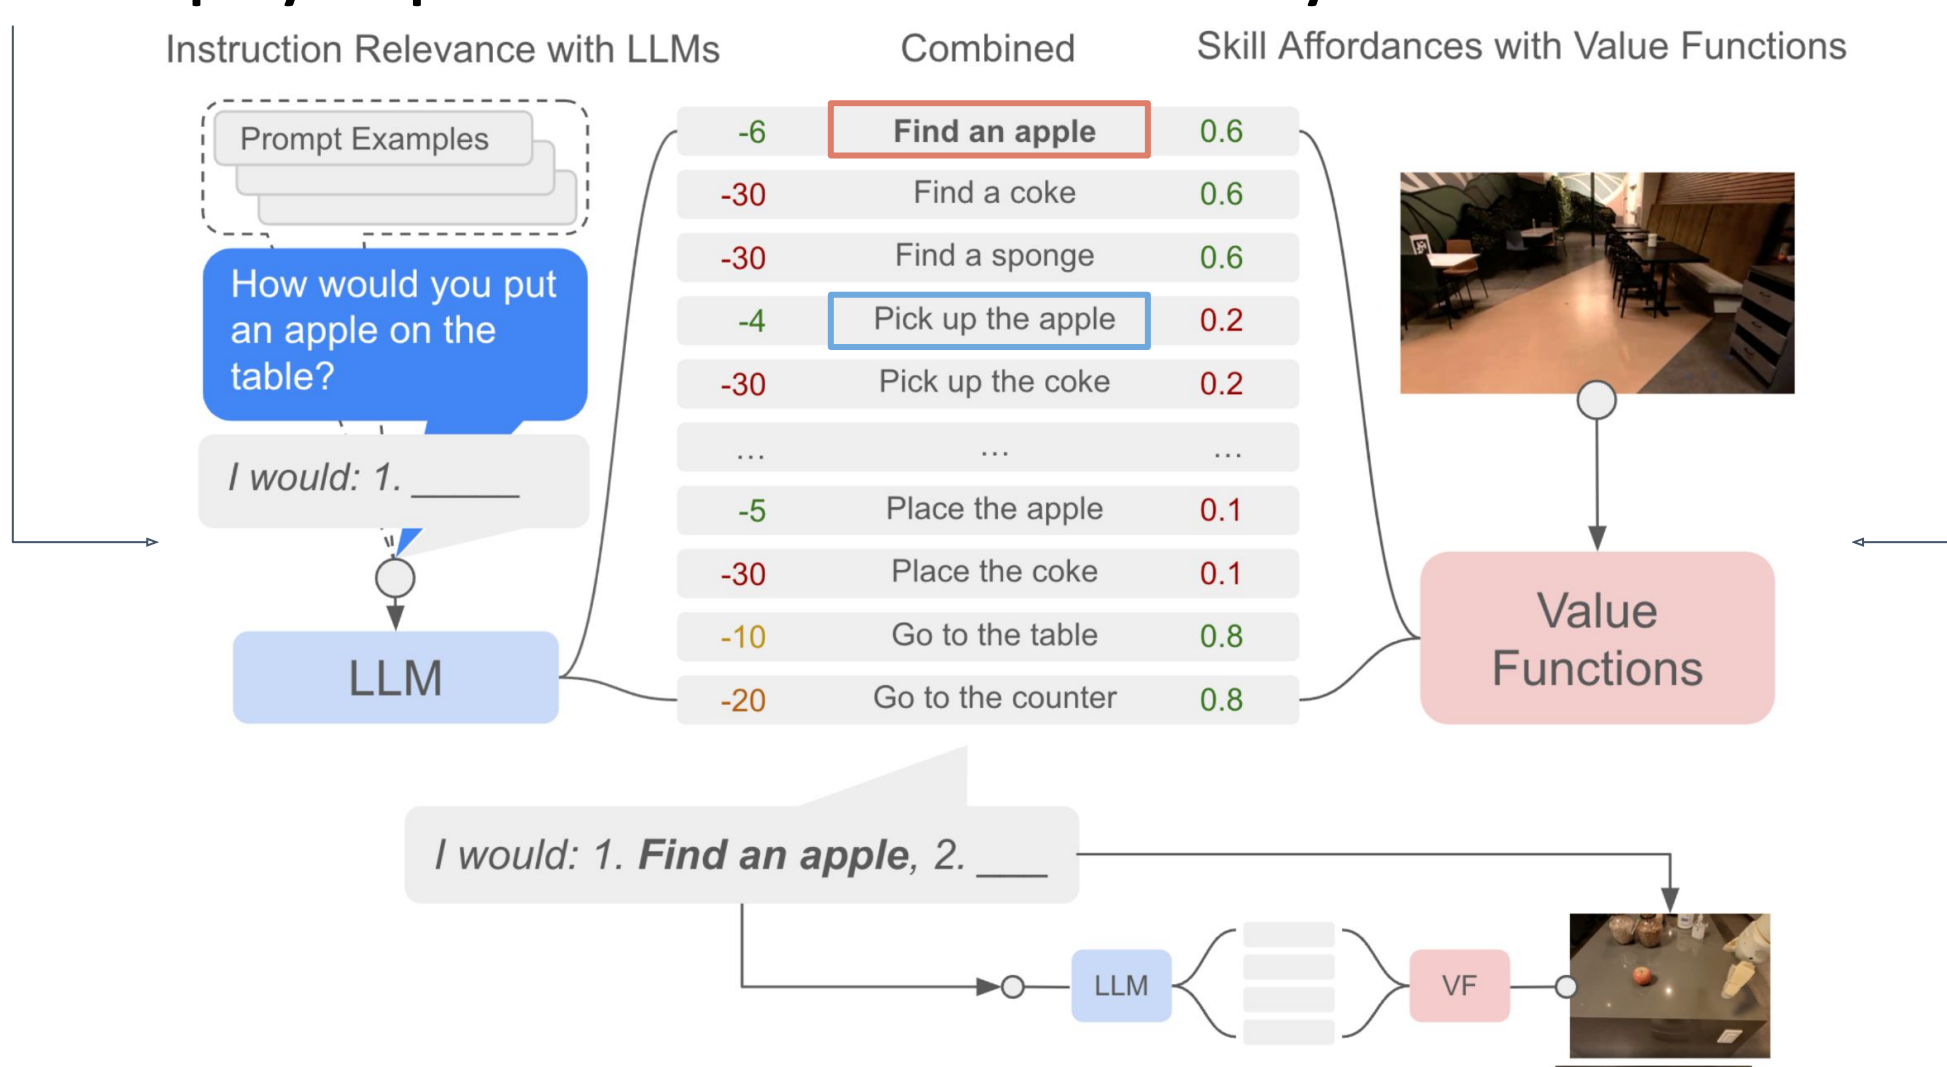 Instruction Relevance with LLMs
Combined
Skill Affordances with Value Functions
Prompt Examples
How would you put
an apple on the
table?
I would: 1. _____
LLM
-6 Find an apple 0.6
-30 Find a coke 0.6
-30 Find a sponge 0.6
-4 Pick up the apple 0.2
-30 Pick up the coke 0.2
... ... ...
-5 Place the apple 0.1
-30 Place the coke 0.1
-10 Go to the table 0.8
-20 Go to the counter 0.8
Value
Functions
I would: 1. Find an apple, 2. ___
LLM
VF